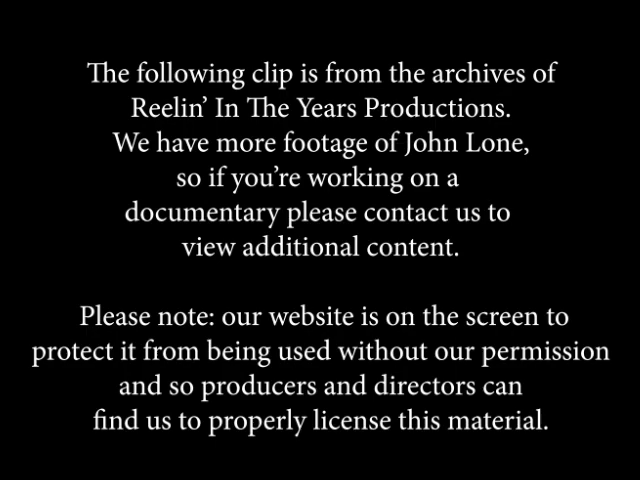 The following clip is from the archives of
Reelin’ In The Years Productions.
We have more footage of John Lone,
so if you’re working on a
documentary please contact us to
view additional content.
Please note: our website is on the screen to
protect it from being used without our permission
and so producers and directors can
find us to properly license this material.